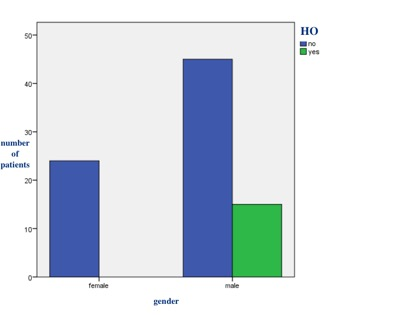 HO
no
yes
50
40
30
20
10
0
number
of
patients
female
male
gender